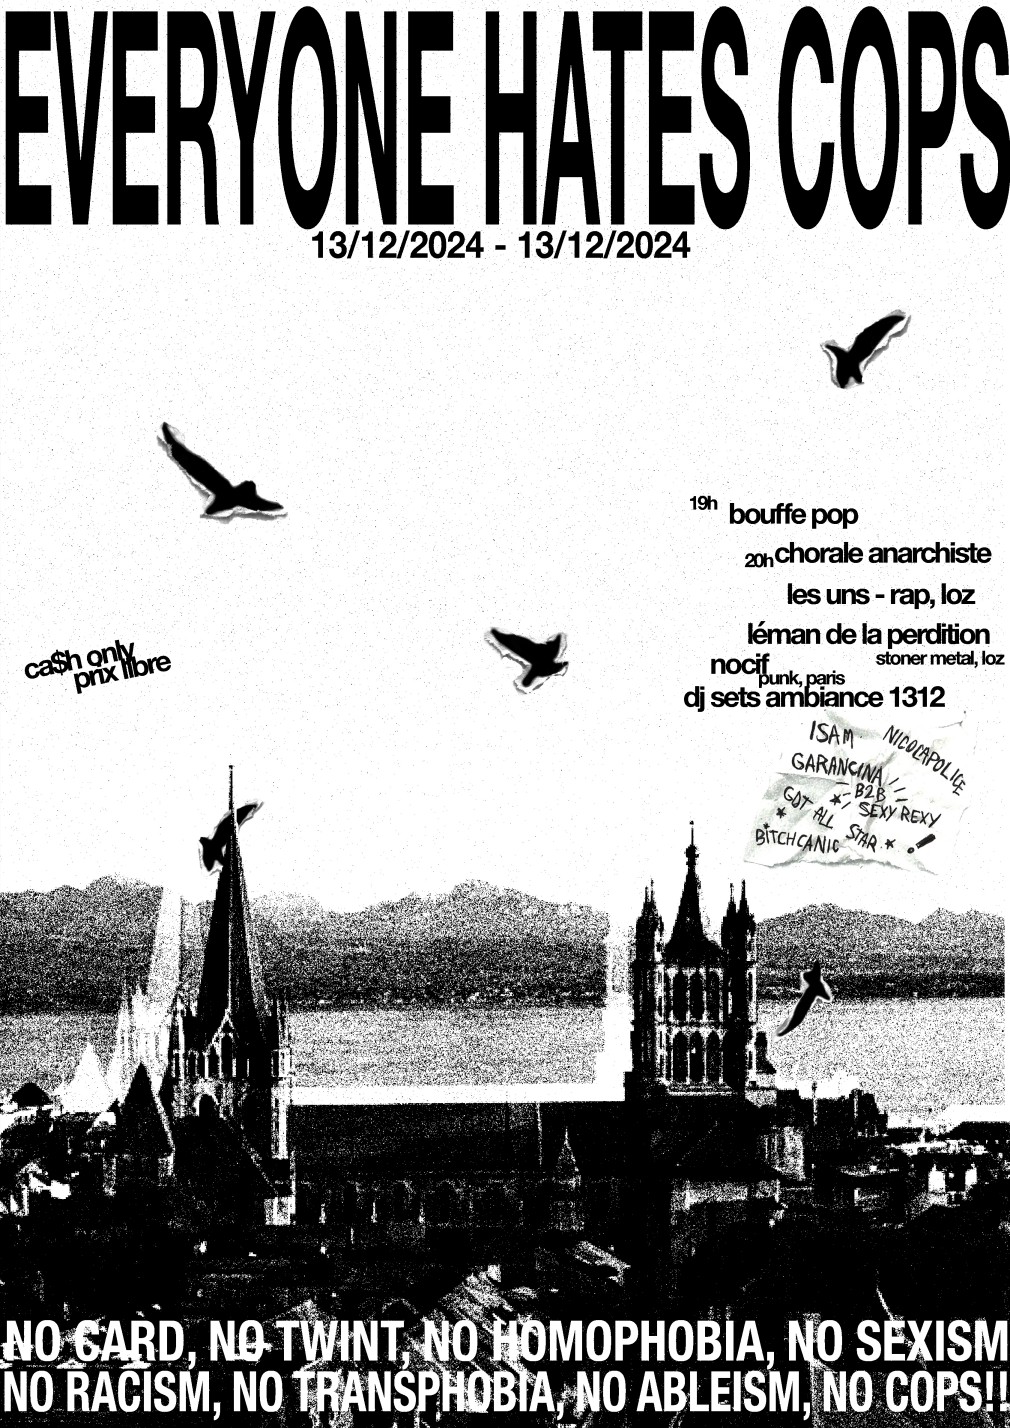 EVERYONE HATES COPS
13/12/2024 - 13/12/2024
19h bouffe pop
20h chorale anarchiste
les uns - rap, loz
léman de la perdition
stoner metal, loz
nocif
punk, paris
dj sets ambiance 1312
ca$h only
prix libre
ISAM
NICOLAPOLICE
GARANCINA
B2B
SEXY REXY
GOT ALL
BITCHCANIC STAR !
NO CARD, NO TWINT, NO HOMOPHOBIA, NO SEXISM
NO RACISM, NO TRANSPHOBIA, NO ABLEISM, NO COPS!!